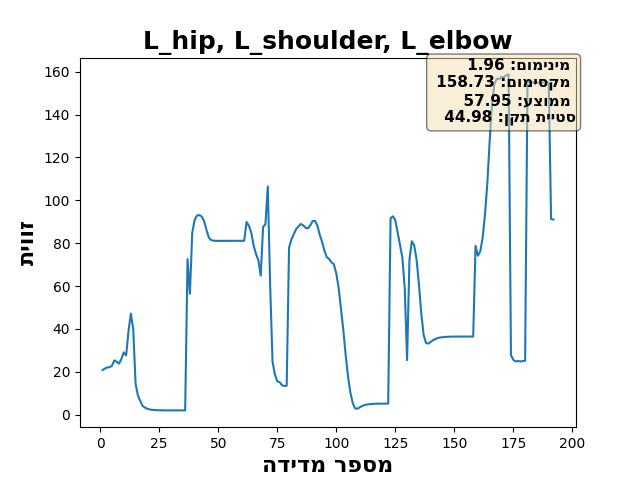 L_hip, L_shoulder, L_elbow
מינימום: 1.96
מקסימום: 158.73
ממוצע: 57.95
סטיית תקן: 44.98
זווית
160
140
120
100
80
60
40
20
0
0 25 50 75 100 125 150 175 200
מספר מדידה